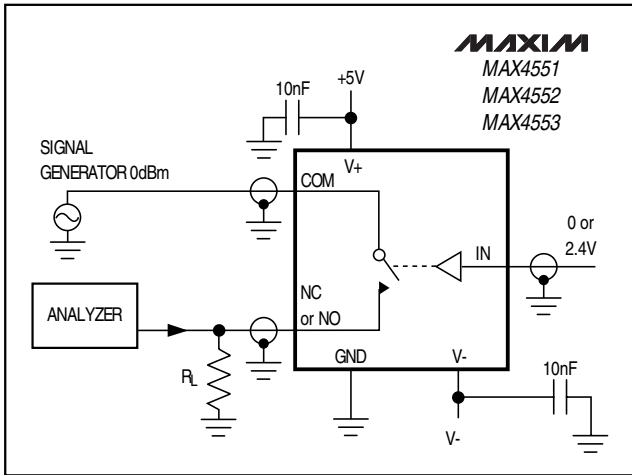 MAXIM
MAX4551
MAX4552
MAX4553
+5V
10nF
SIGNAL
GENERATOR 0dBm
V+
COM
0 or
2.4V
IN
NC
or NO
ANALYZER
RL
GND
V-
10nF
V-